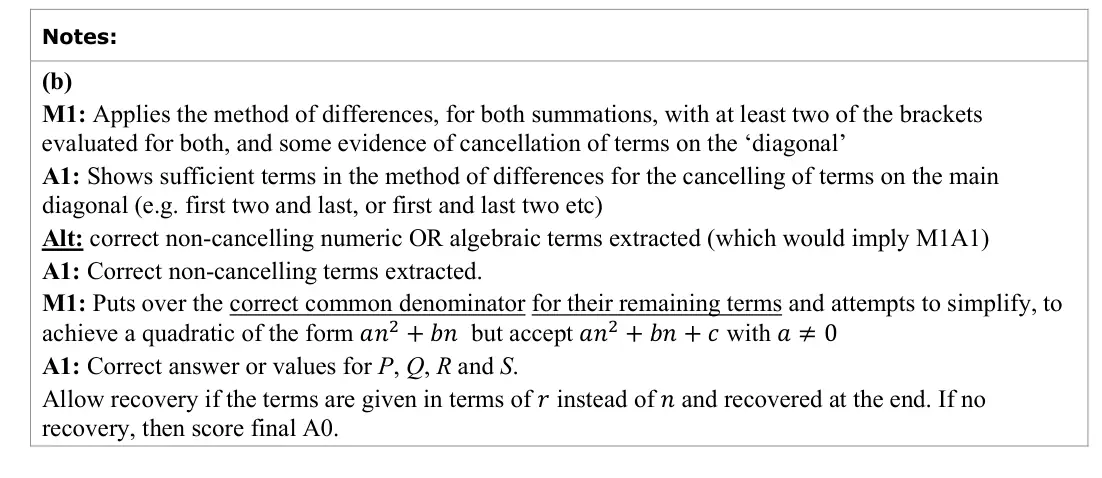 Notes:
(b)
M1: Applies the method of differences, for both summations, with at least two of the brackets
evaluated for both, and some evidence of cancellation of terms on the ‘diagonal’
A1: Shows sufficient terms in the method of differences for the cancelling of terms on the main
diagonal (e.g. first two and last, or first and last two etc)
Alt: correct non-cancelling numeric OR algebraic terms extracted (which would imply M1A1)
A1: Correct non-cancelling terms extracted.
M1: Puts over the correct common denominator for their remaining terms and attempts to simplify, to
achieve a quadratic of the form 𝑎𝑛² + 𝑏𝑛 but accept 𝑎𝑛² + 𝑏𝑛 + 𝑐 with 𝑎 ≠ 0
A1: Correct answer or values for P, Q, R and S.
Allow recovery if the terms are given in terms of 𝑟 instead of 𝑛 and recovered at the end. If no
recovery, then score final A0.